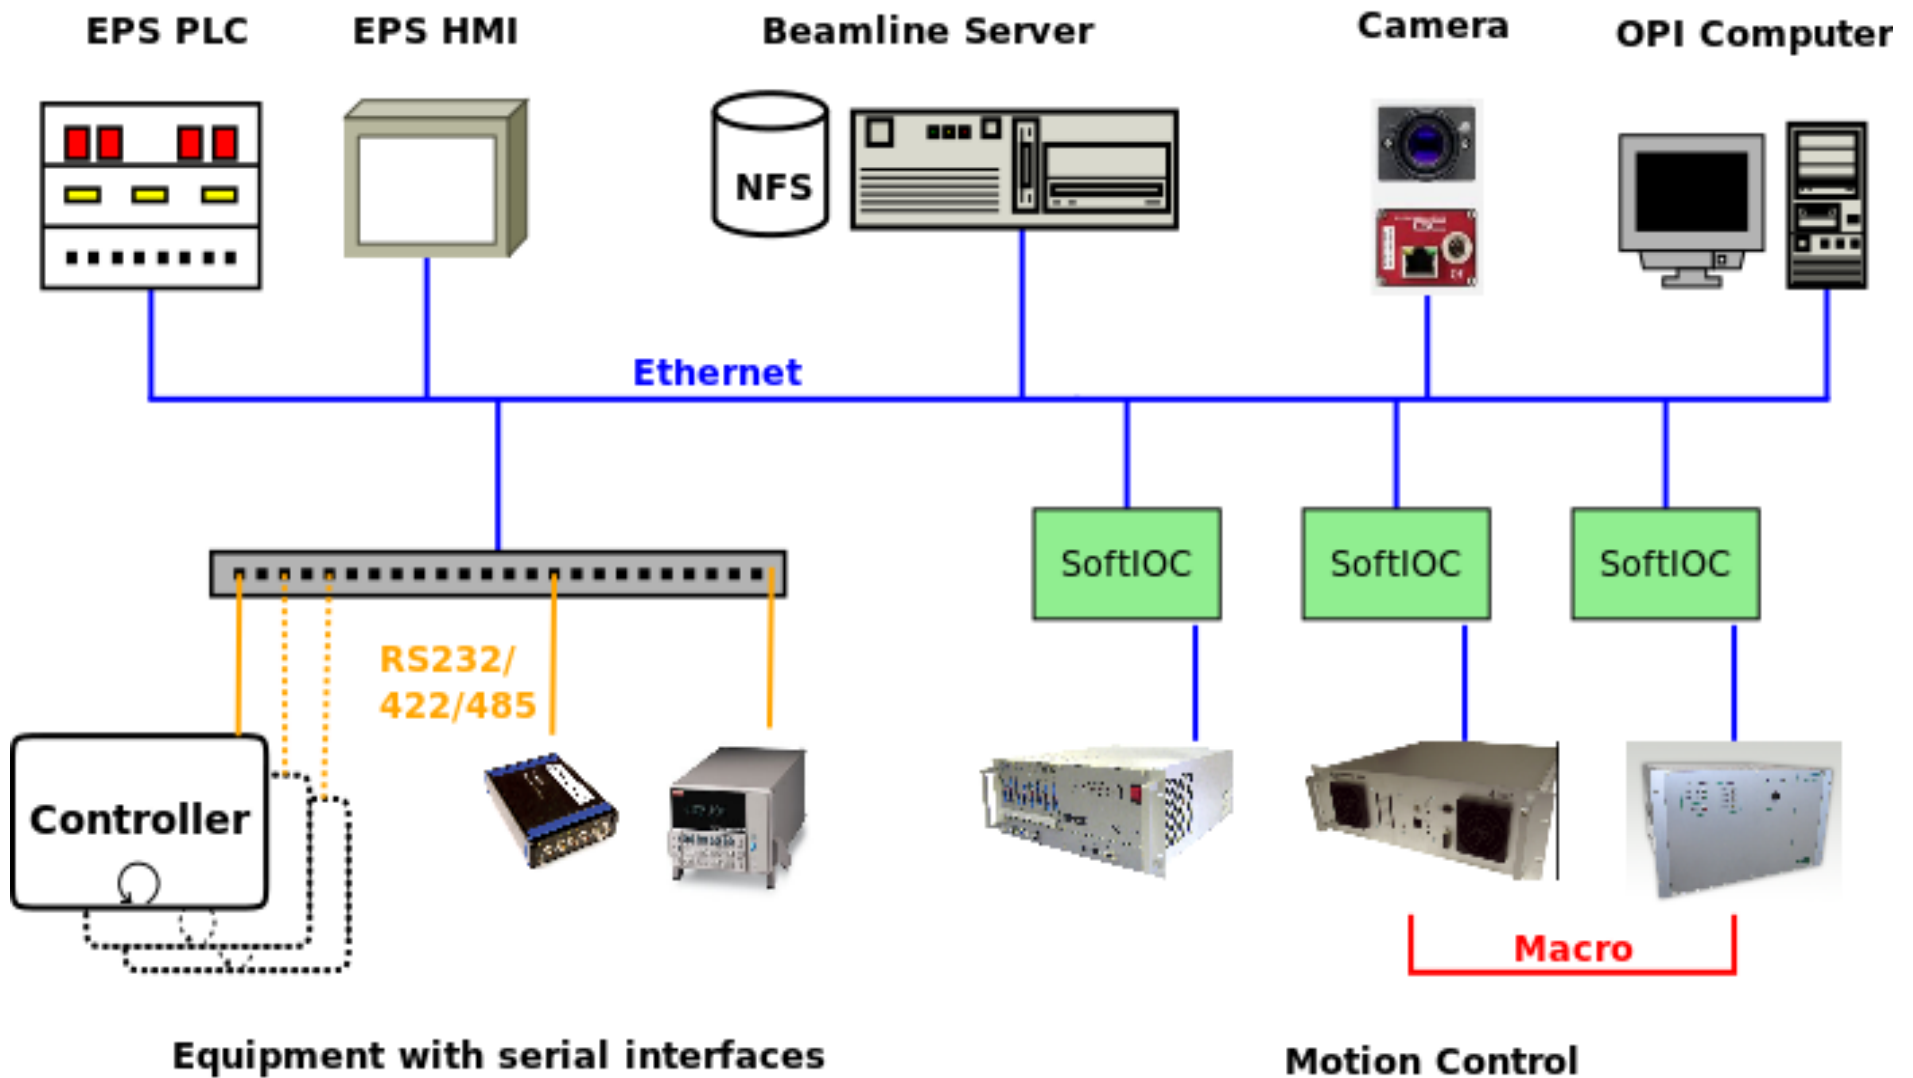 EPS PLC
EPS HMI
Beamline Server
Camera
OPI Computer
NFS
Ethernet
SoftIOC
SoftIOC
SoftIOC
RS232/
422/485
Controller
Macro
Equipment with serial interfaces
Motion Control